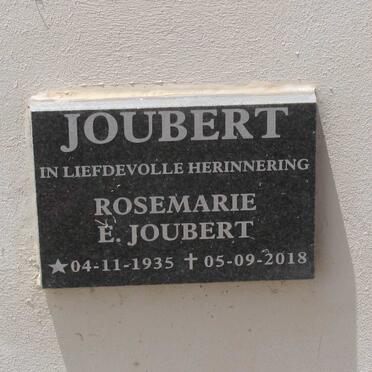 JOUBERT
IN LIEFDEVOLLE HERINNERING
ROSEMARIE
E. JOUBERT
★04-11-1935 ✝ 05-09-2018